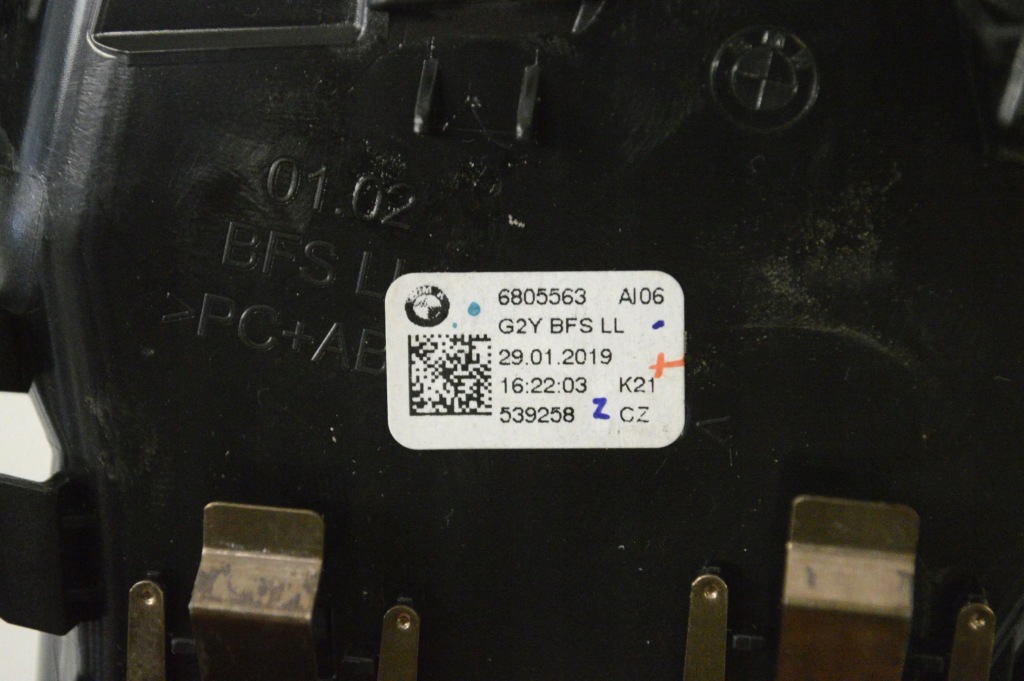 01.02
BFS LL
>PC+AB
6805563 AI06
G2Y BFS LL
29.01.2019
16:22:03 K21
539258 Z CZ
<